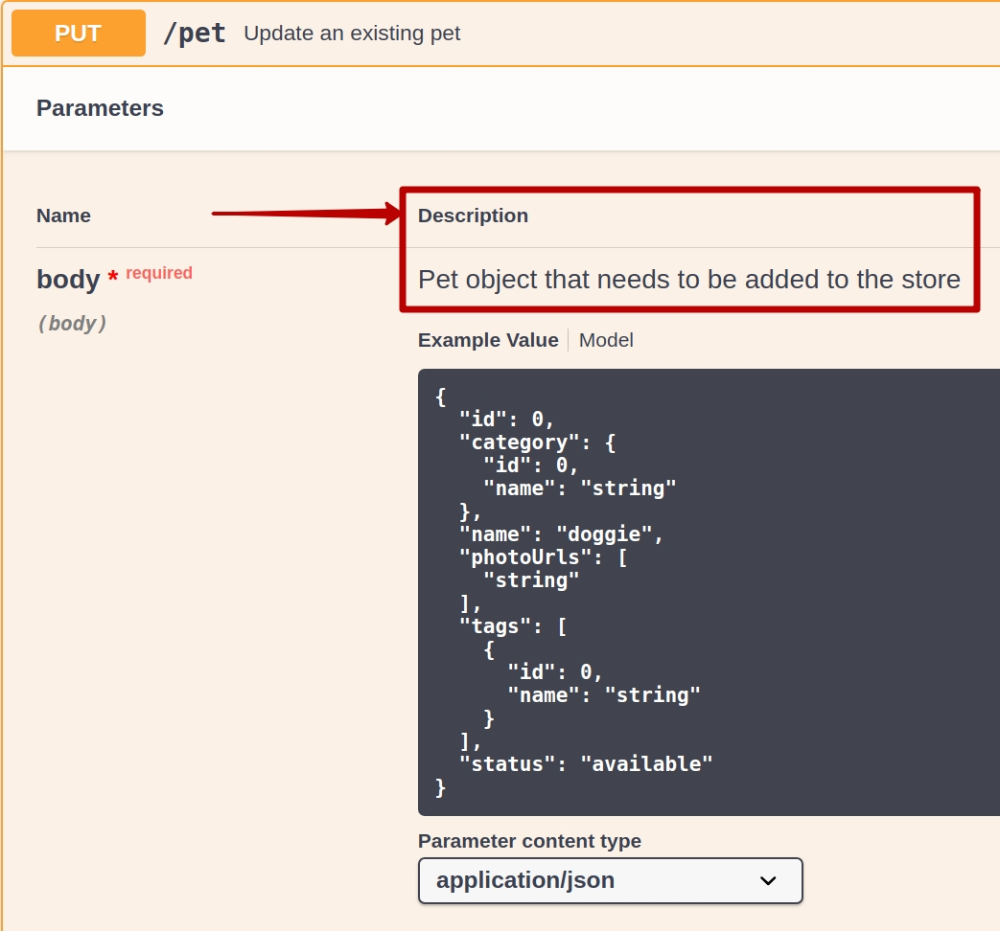 PUT /pet Update an existing pet
Parameters
Name Description
body * required Pet object that needs to be added to the store
(body)
Example Value Model
{
  "id": 0,
  "category": {
    "id": 0,
    "name": "string"
  },
  "name": "doggie",
  "photoUrls": [
    "string"
  ],
  "tags": [
    {
      "id": 0,
      "name": "string"
    }
  ],
  "status": "available"
}
Parameter content type
application/json